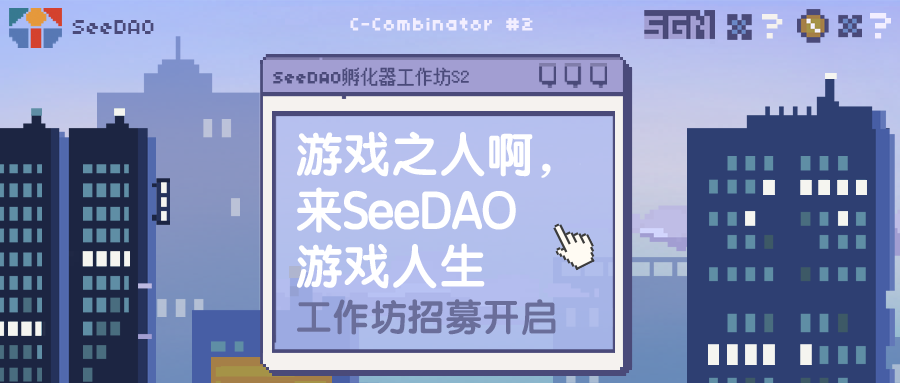 SeeDAO
C-Combinator #2
SGN × ? × ?
SeeDAO孵化器工作坊S2
游戏之人啊，
来SeeDAO
游戏人生
工作坊招募开启